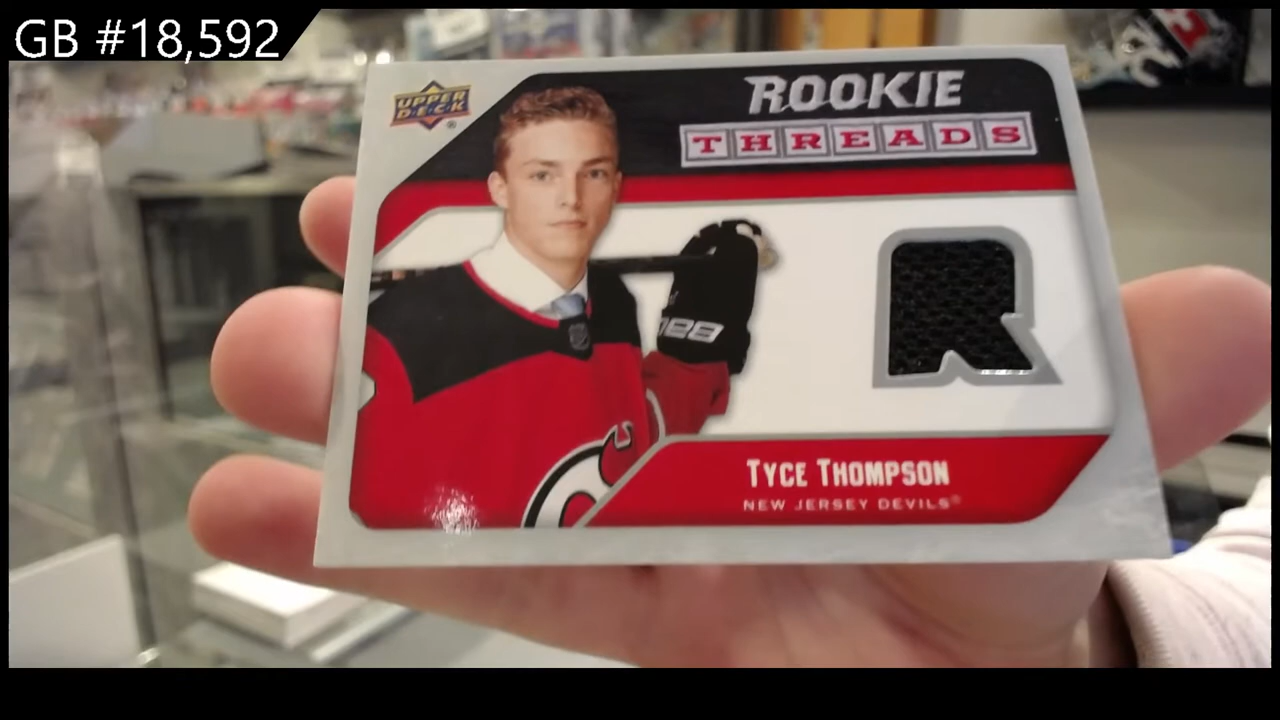 GB #18,592
UPPER
DECK
®
ROOKIE
THREADS
TYCE THOMPSON
NEW JERSEY DEVILS®